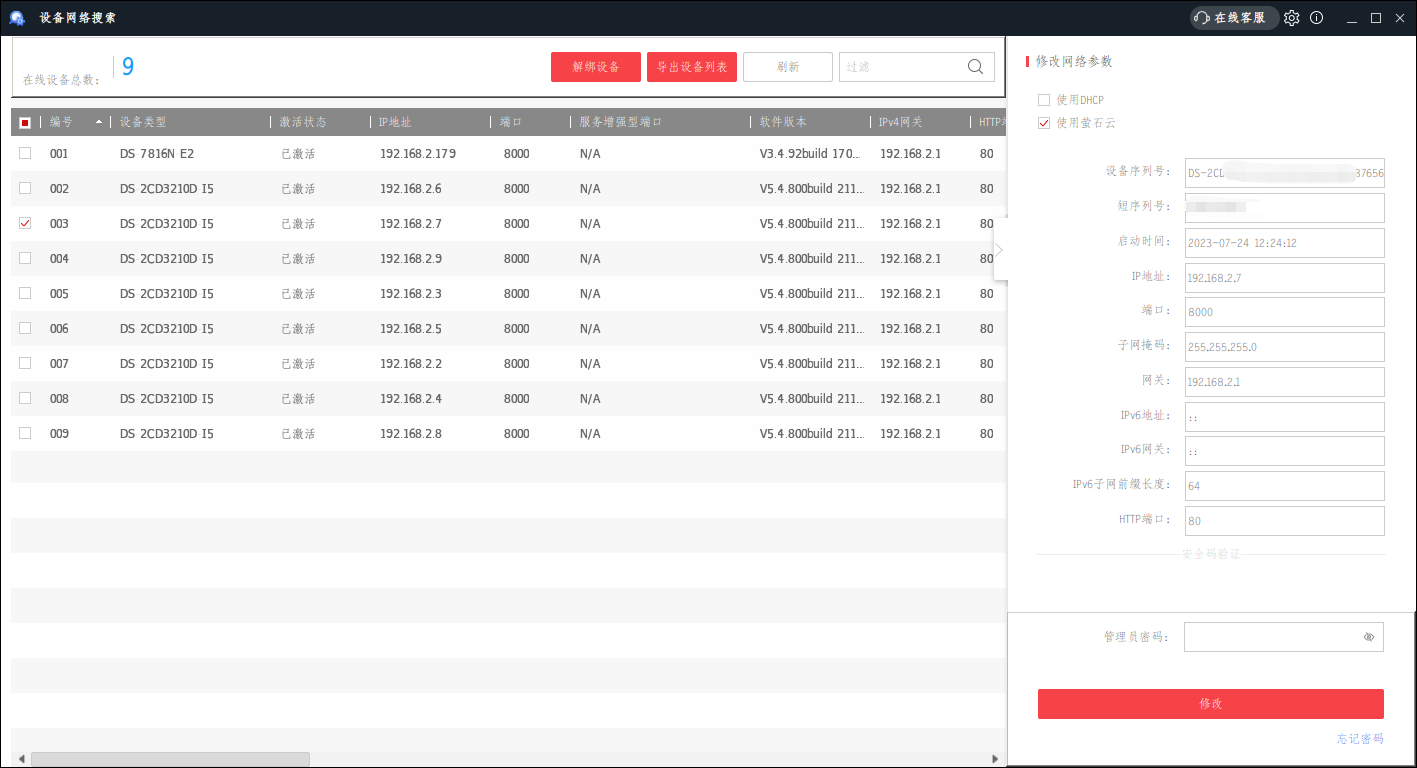 设备网络搜索
在线客服
在线设备总数: 9
解绑设备 导出设备列表 刷新 过滤
编号 设备类型 激活状态 IP地址 端口 服务增强型端口 软件版本 IPv4网关 HTTP
001 DS-7816N-E2 已激活 192.168.2.179 8000 N/A V3.4.92build 170... 192.168.2.1 80
002 DS-2CD3210D-I5 已激活 192.168.2.6 8000 N/A V5.4.800build 211... 192.168.2.1 80
003 DS-2CD3210D-I5 已激活 192.168.2.7 8000 N/A V5.4.800build 211... 192.168.2.1 80
004 DS-2CD3210D-I5 已激活 192.168.2.9 8000 N/A V5.4.800build 211... 192.168.2.1 80
005 DS-2CD3210D-I5 已激活 192.168.2.3 8000 N/A V5.4.800build 211... 192.168.2.1 80
006 DS-2CD3210D-I5 已激活 192.168.2.5 8000 N/A V5.4.800build 211... 192.168.2.1 80
007 DS-2CD3210D-I5 已激活 192.168.2.2 8000 N/A V5.4.800build 211... 192.168.2.1 80
008 DS-2CD3210D-I5 已激活 192.168.2.4 8000 N/A V5.4.800build 211... 192.168.2.1 80
009 DS-2CD3210D-I5 已激活 192.168.2.8 8000 N/A V5.4.800build 211... 192.168.2.1 80
修改网络参数
使用DHCP
使用萤石云
设备序列号: DS-2CD 37656
短序列号:
启动时间: 2023-07-24 12:24:12
IP地址: 192.168.2.7
端口: 8000
子网掩码: 255.255.255.0
网关: 192.168.2.1
IPv6地址: ::
IPv6网关: ::
IPv6子网前缀长度: 64
HTTP端口: 80
安全码验证
管理员密码:
修改
忘记密码